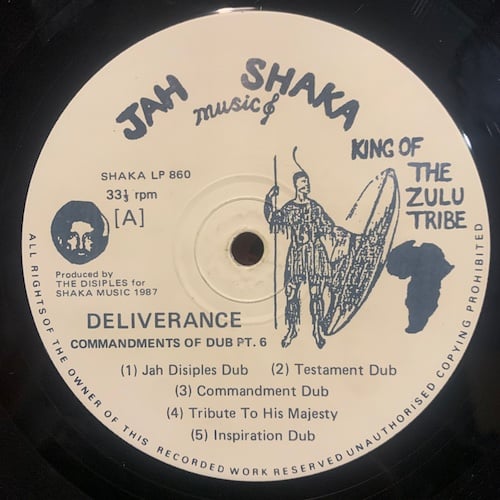 JAH SHAKA
music
KING OF
THE
ZULU
TRIBE
SHAKA LP 860
33⅓ rpm
[A]
Produced by
THE DISIPLES for
SHAKA MUSIC 1987
DELIVERANCE
COMMANDMENTS OF DUB PT. 6
(1) Jah Disiples Dub (2) Testament Dub
(3) Commandment Dub
(4) Tribute To His Majesty
(5) Inspiration Dub
ALL RIGHTS OF THE OWNER OF THIS RECORDED WORK RESERVED UNAUTHORISED COPYING PROHIBITED